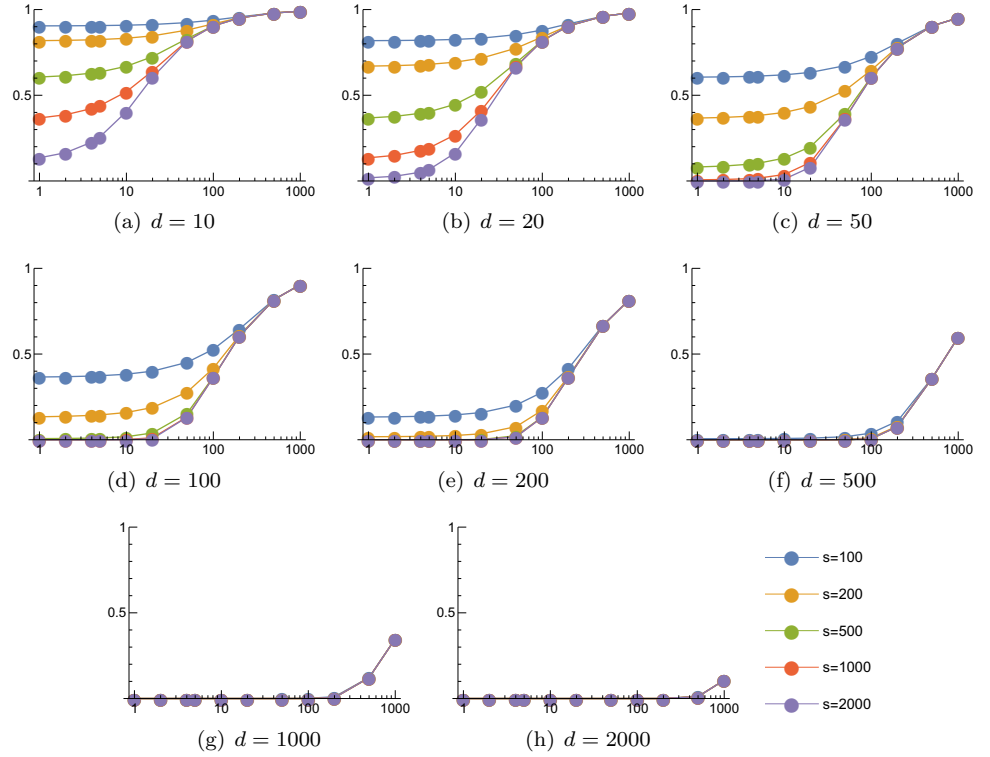 1
0.5
1 10 100 1000
(a) d = 10
1
0.5
1 10 100 1000
(b) d = 20
1
0.5
1 10 100 1000
(c) d = 50
1
0.5
1 10 100 1000
(d) d = 100
1
0.5
1 10 100 1000
(e) d = 200
1
0.5
1 10 100 1000
(f) d = 500
1
0.5
1 10 100 1000
(g) d = 1000
1
0.5
1 10 100 1000
(h) d = 2000
s=100
s=200
s=500
s=1000
s=2000